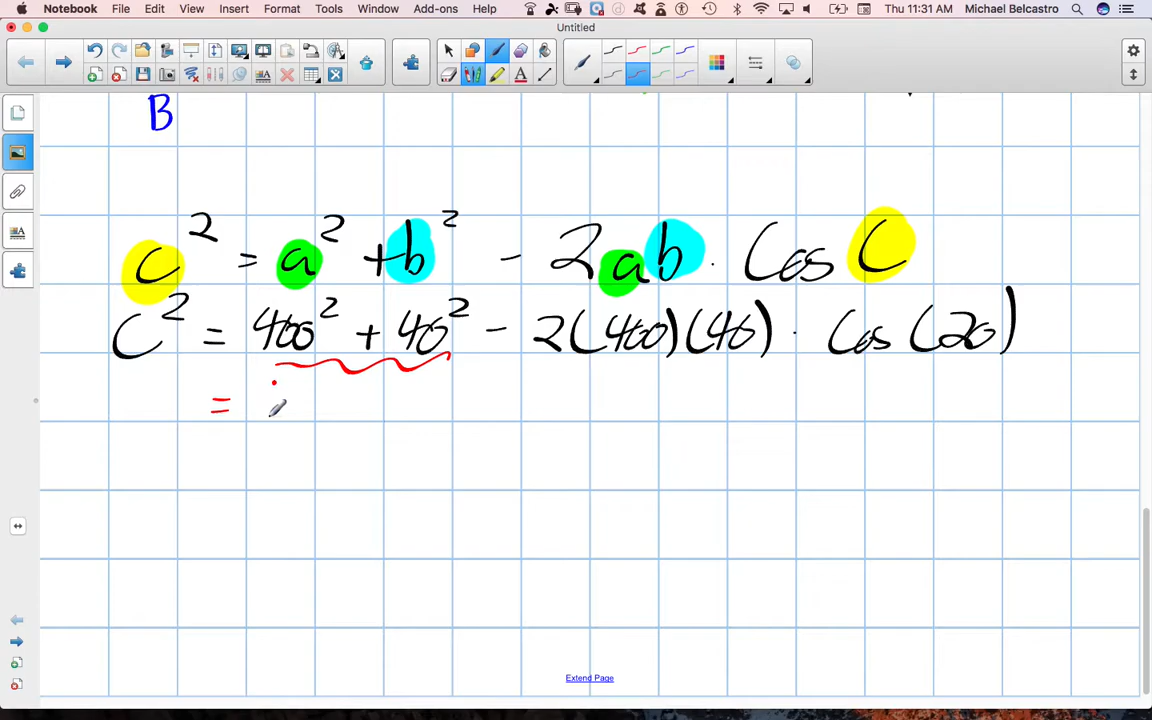 Notebook File Edit View Insert Format Tools Window Add-ons Help Thu 11:31 AM Michael Belcastro
Untitled
B
c² = a² + b² - 2ab · Cos C
C² = 400² + 40² - 2(400)(40) · Cos (20)
=
Extend Page